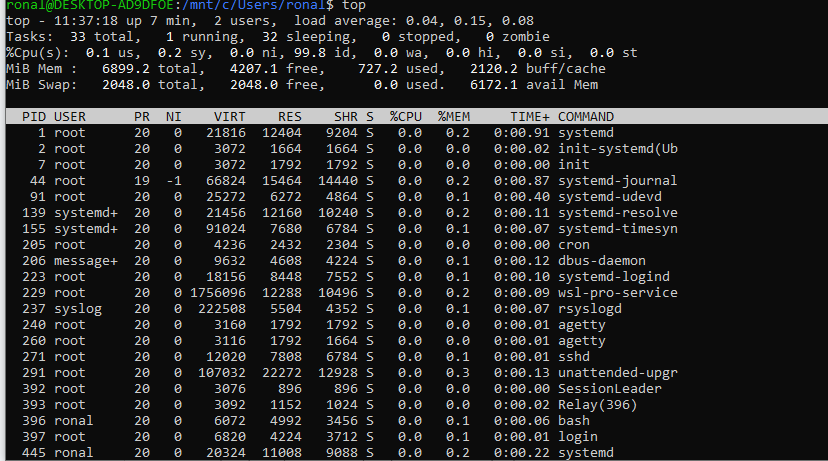 ronal@DESKTOP-AD9DFOE:/mnt/c/Users/ronal$ top
top - 11:37:18 up 7 min,  2 users,  load average: 0.04, 0.15, 0.08
Tasks:  33 total,   1 running,  32 sleeping,   0 stopped,   0 zombie
%Cpu(s):  0.1 us,  0.2 sy,  0.0 ni, 99.8 id,  0.0 wa,  0.0 hi,  0.0 si,  0.0 st
MiB Mem :   6899.2 total,   4207.1 free,    727.2 used,   2120.2 buff/cache
MiB Swap:   2048.0 total,   2048.0 free,      0.0 used.   6172.1 avail Mem
PID USER      PR  NI    VIRT    RES    SHR S  %CPU  %MEM     TIME+ COMMAND
1 root      20   0   21816  12404   9204 S   0.0   0.2   0:00.91 systemd
2 root      20   0    3072   1664   1664 S   0.0   0.0   0:00.02 init-systemd(Ub
7 root      20   0    3072   1792   1792 S   0.0   0.0   0:00.00 init
44 root      19  -1   66824  15464  14440 S   0.0   0.2   0:00.87 systemd-journal
91 root      20   0   25272   6272   4864 S   0.0   0.1   0:00.40 systemd-udevd
139 systemd+  20   0   21456  12160  10240 S   0.0   0.2   0:00.11 systemd-resolve
155 systemd+  20   0   91024   7680   6784 S   0.0   0.1   0:00.07 systemd-timesyn
205 root      20   0    4236   2432   2304 S   0.0   0.0   0:00.00 cron
206 message+  20   0    9632   4608   4224 S   0.0   0.1   0:00.12 dbus-daemon
223 root      20   0   18156   8448   7552 S   0.0   0.1   0:00.10 systemd-logind
229 root      20   0 1756096  12288  10496 S   0.0   0.2   0:00.09 wsl-pro-service
237 syslog    20   0  222508   5504   4352 S   0.0   0.1   0:00.07 rsyslogd
240 root      20   0    3160   1792   1792 S   0.0   0.0   0:00.01 agetty
260 root      20   0    3116   1792   1664 S   0.0   0.0   0:00.01 agetty
271 root      20   0   12020   7808   6784 S   0.0   0.1   0:00.01 sshd
291 root      20   0  107032  22272  12928 S   0.0   0.3   0:00.13 unattended-upgr
392 root      20   0    3076    896    896 S   0.0   0.0   0:00.00 SessionLeader
393 root      20   0    3092   1152   1024 S   0.0   0.0   0:00.02 Relay(396)
396 ronal     20   0    6072   4992   3456 S   0.0   0.1   0:00.06 bash
397 root      20   0    6820   4224   3712 S   0.0   0.1   0:00.01 login
445 ronal     20   0   20324  11008   9088 S   0.0   0.2   0:00.22 systemd